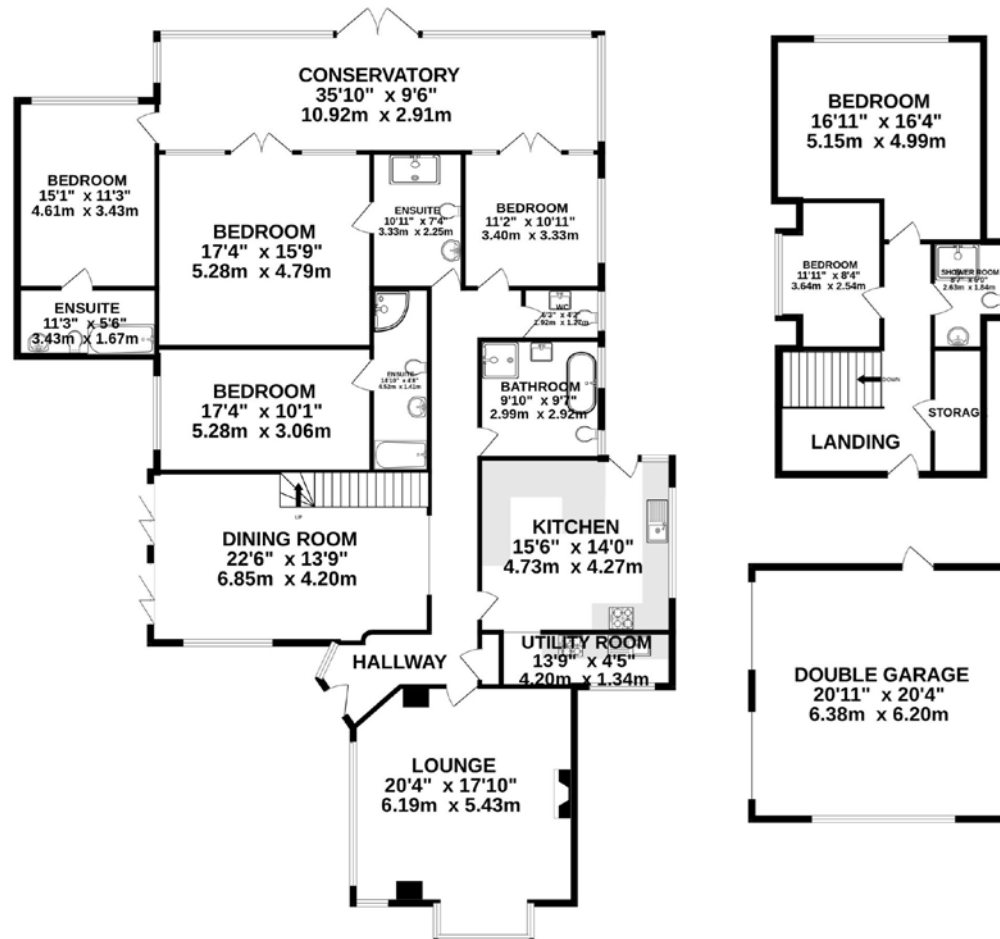 CONSERVATORY
35'10" x 9'6"
10.92m x 2.91m
BEDROOM
15'1" x 11'3"
4.61m x 3.43m
BEDROOM
17'4" x 15'9"
5.28m x 4.79m
ENSUITE
10'11" x 7'4"
3.33m x 2.25m
BEDROOM
11'2" x 10'11"
3.40m x 3.33m
ENSUITE
11'3" x 5'6"
3.43m x 1.67m
WC
BEDROOM
17'4" x 10'1"
5.28m x 3.06m
ENSUITE
BATHROOM
9'10" x 9'7"
2.99m x 2.92m
UP
DINING ROOM
22'6" x 13'9"
6.85m x 4.20m
KITCHEN
15'6" x 14'0"
4.73m x 4.27m
HALLWAY
UTILITY ROOM
13'9" x 4'5"
4.20m x 1.34m
LOUNGE
20'4" x 17'10"
6.19m x 5.43m
BEDROOM
16'11" x 16'4"
5.15m x 4.99m
BEDROOM
11'11" x 8'4"
3.64m x 2.54m
SHOWER ROOM
2.63m x 1.84m
DOWN
STORAGE
LANDING
DOUBLE GARAGE
20'11" x 20'4"
6.38m x 6.20m